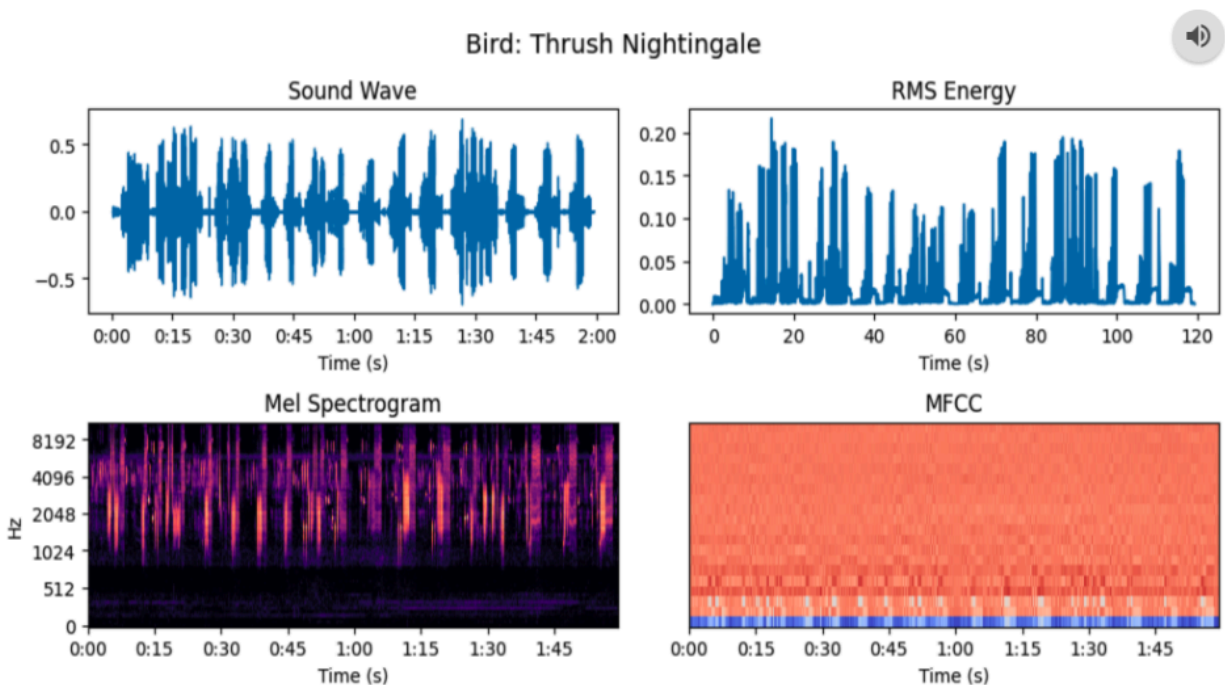 Bird: Thrush Nightingale
Sound Wave
0.5
0.0
−0.5
0:00 0:15 0:30 0:45 1:00 1:15 1:30 1:45 2:00
Time (s)
RMS Energy
0.20
0.15
0.10
0.05
0.00
0 20 40 60 80 100 120
Time (s)
Mel Spectrogram
Hz
8192
4096
2048
1024
512
0
0:00 0:15 0:30 0:45 1:00 1:15 1:30 1:45
Time (s)
MFCC
0:00 0:15 0:30 0:45 1:00 1:15 1:30 1:45
Time (s)